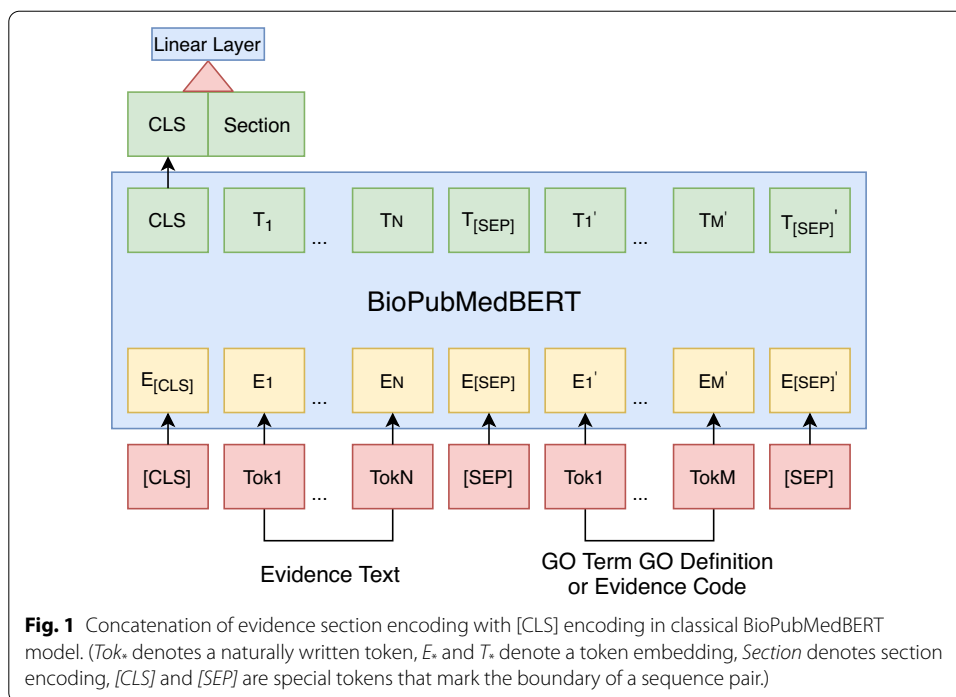 Linear Layer
CLS Section
CLS T1 ... TN T[SEP] T1' ... TM' T[SEP]'
BioPubMedBERT
E[CLS] E1 ... EN E[SEP] E1' ... EM' E[SEP]'
[CLS] Tok1 ... TokN [SEP] Tok1 ... TokM [SEP]
Evidence Text
GO Term GO Definition
or Evidence Code
Fig. 1 Concatenation of evidence section encoding with [CLS] encoding in classical BioPubMedBERT
model. (Tok* denotes a naturally written token, E* and T* denote a token embedding, Section denotes section
encoding, [CLS] and [SEP] are special tokens that mark the boundary of a sequence pair.)